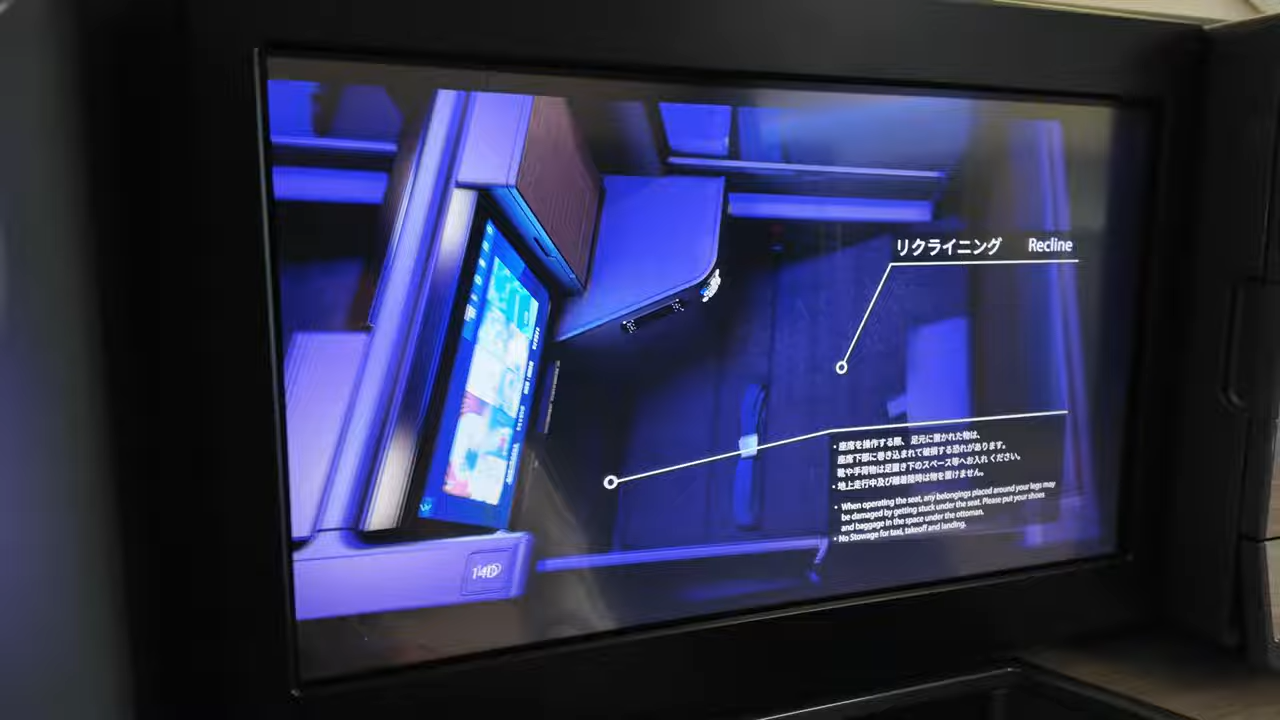 リクライニング Recline
・座席を操作する際、足元に置かれた物は、
座席下部に巻き込まれて破損する恐れがあります。
靴や手荷物は足置き下のスペース等へお入れください。
・地上走行中及び離着陸時は物を置けません。
・ When operating the seat, any belongings placed around your legs may
be damaged by getting stuck under the seat. Please put your shoes
and baggage in the space under the ottoman.
・ No Stowage for taxi, takeoff and landing.
14D